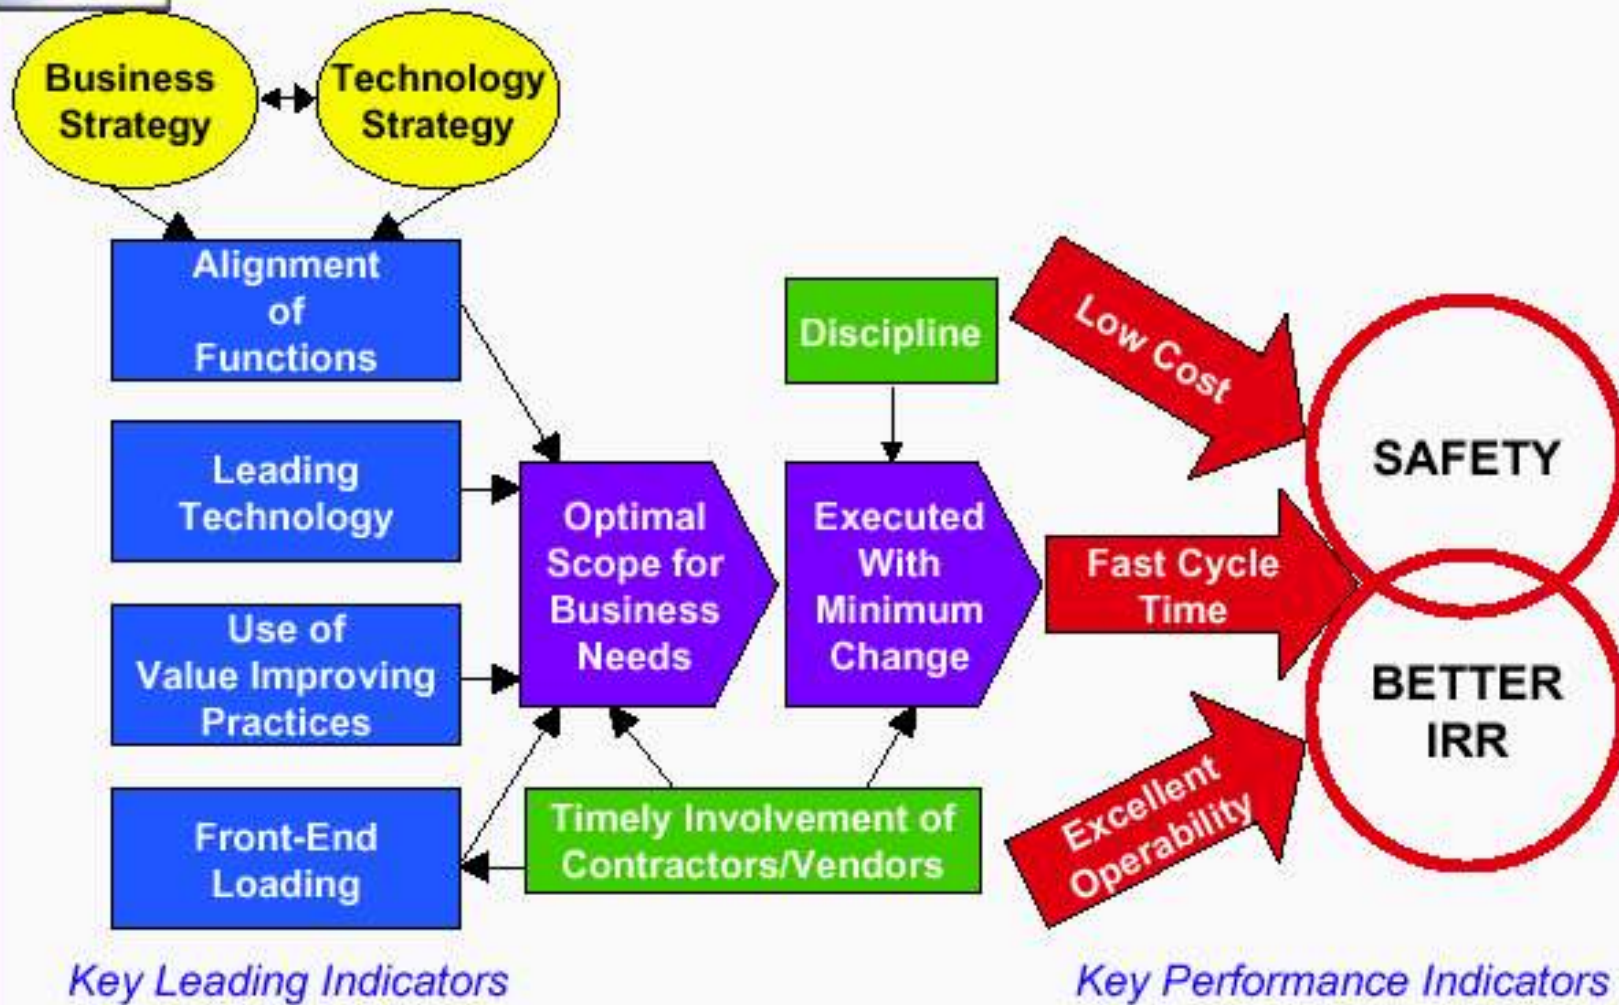 Business
Strategy
Technology
Strategy
Alignment
of
Functions
Leading
Technology
Use of
Value Improving
Practices
Front-End
Loading
Optimal
Scope for
Business
Needs
Discipline
Executed
With
Minimum
Change
Timely Involvement of
Contractors/Vendors
Low Cost
Fast Cycle
Time
Excellent
Operability
SAFETY
BETTER
IRR
Key Leading Indicators
Key Performance Indicators